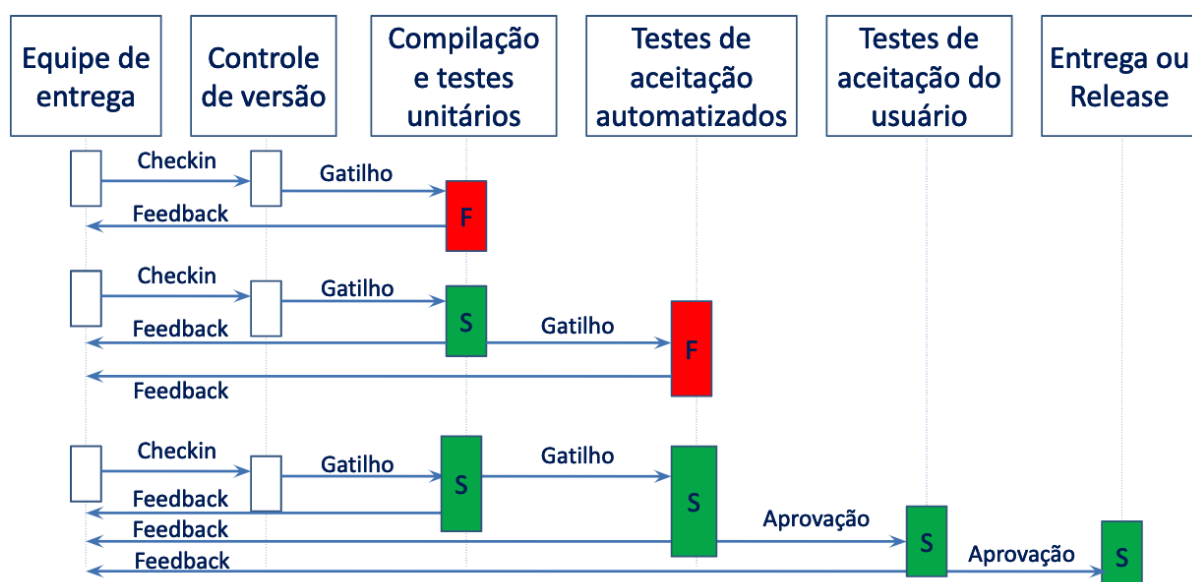 Equipe de
entrega
Controle
de versão
Compilação
e testes
unitários
Testes de
aceitação
automatizados
Testes de
aceitação do
usuário
Entrega ou
Release
Checkin
Gatilho
F
Feedback
Checkin
Gatilho
S
Feedback
Gatilho
F
Feedback
Checkin
Gatilho
S
Gatilho
S
Feedback
Feedback
Aprovação
S
Feedback
Aprovação
S